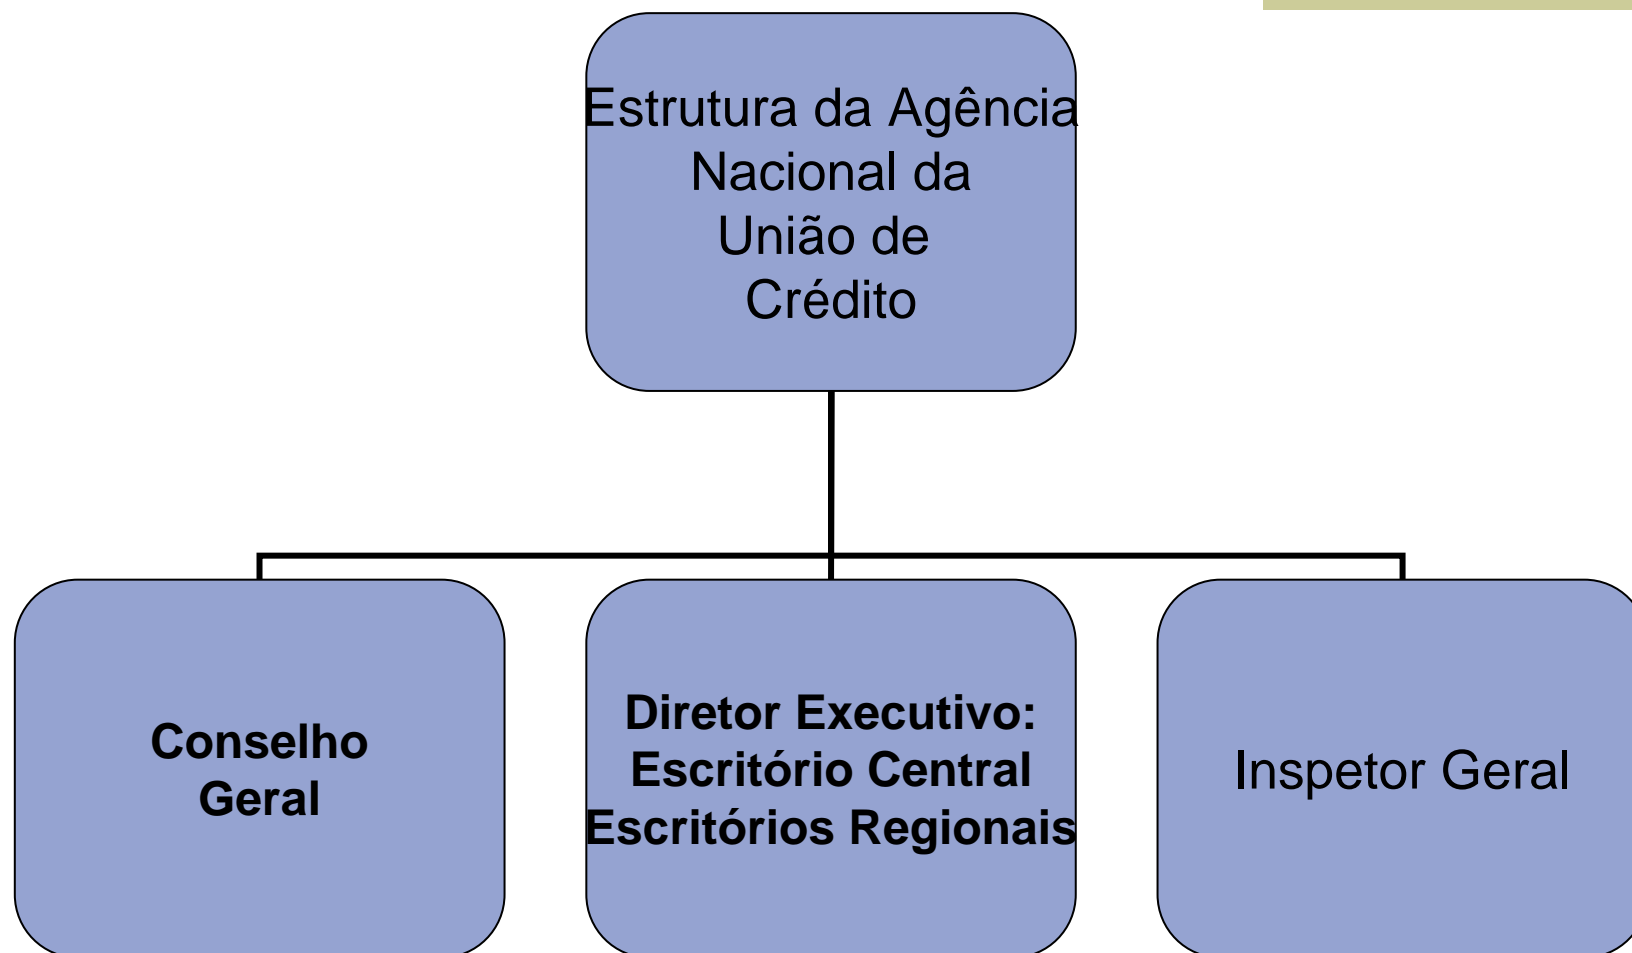 Estrutura da Agência
Nacional da
União de
Crédito
Conselho
Geral
Diretor Executivo:
Escritório Central
Escritórios Regionais
Inspetor Geral